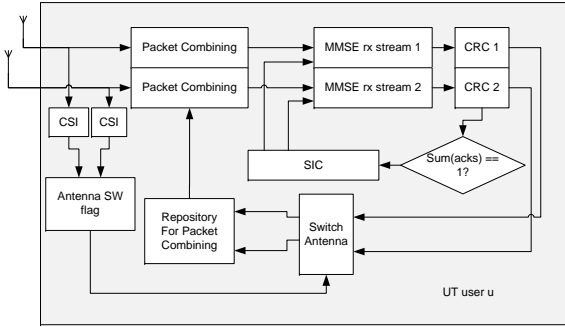 Packet Combining
MMSE rx stream 1
CRC 1
Packet Combining
MMSE rx stream 2
CRC 2
CSI
CSI
Sum(acks) ==
1?
SIC
Antenna SW
flag
Repository
For Packet
Combining
Switch
Antenna
UT user u